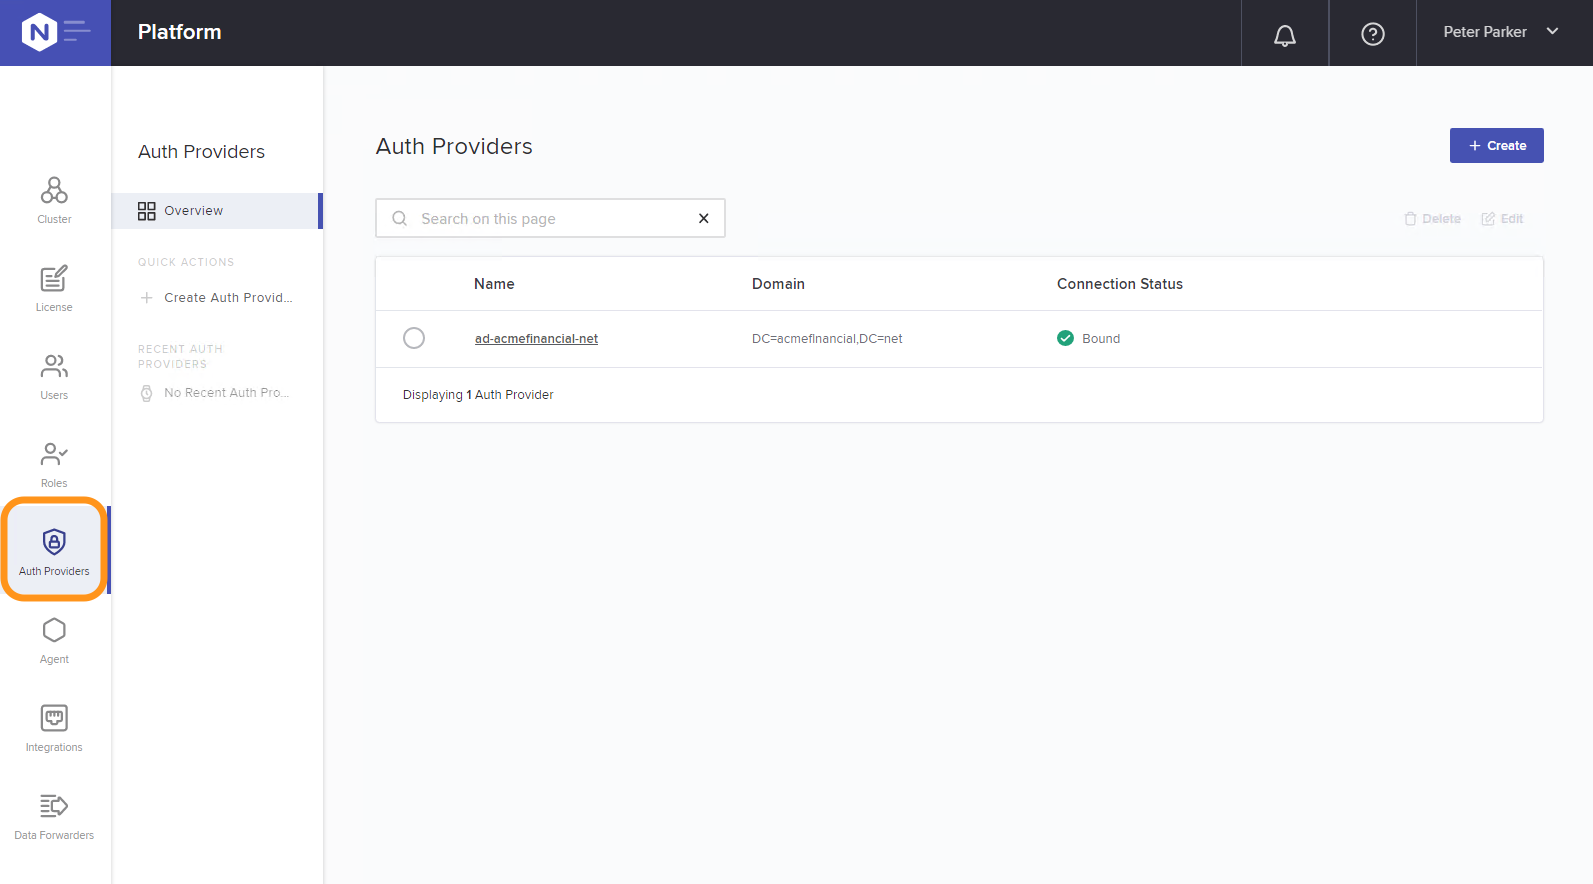 N
Platform
Peter Parker
Cluster
License
Users
Roles
Auth Providers
Agent
Integrations
Data Forwarders
Auth Providers
Overview
QUICK ACTIONS
Create Auth Provid...
RECENT AUTH
PROVIDERS
No Recent Auth Pro...
Auth Providers
+ Create
Search on this page
Delete Edit
Name Domain Connection Status
ad-acmefinancial-net DC=acmefinancial,DC=net Bound
Displaying 1 Auth Provider